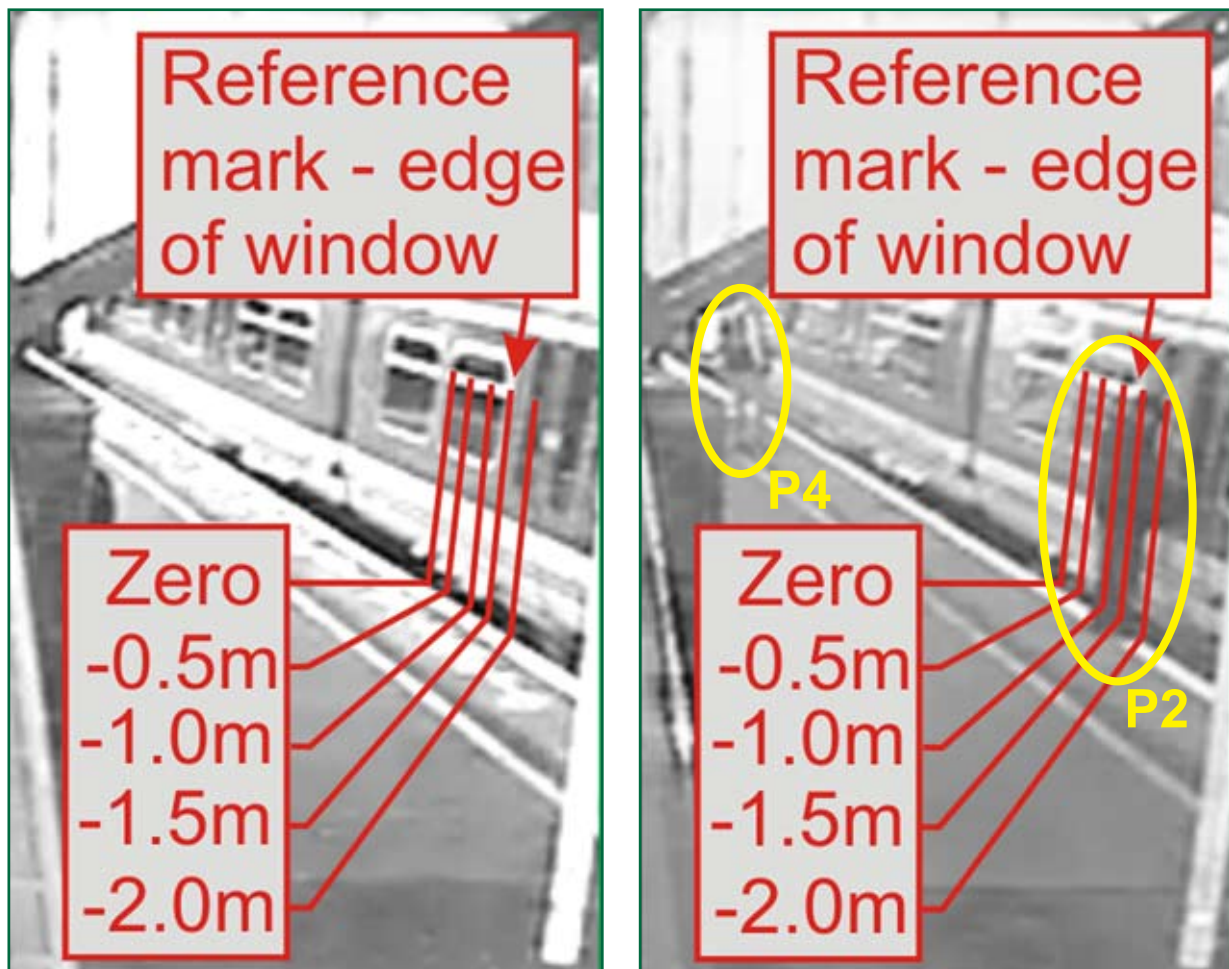 Reference
mark - edge
of window
Zero
-0.5m
-1.0m
-1.5m
-2.0m
Reference
mark - edge
of window
P4
Zero
-0.5m
-1.0m
-1.5m
-2.0m
P2